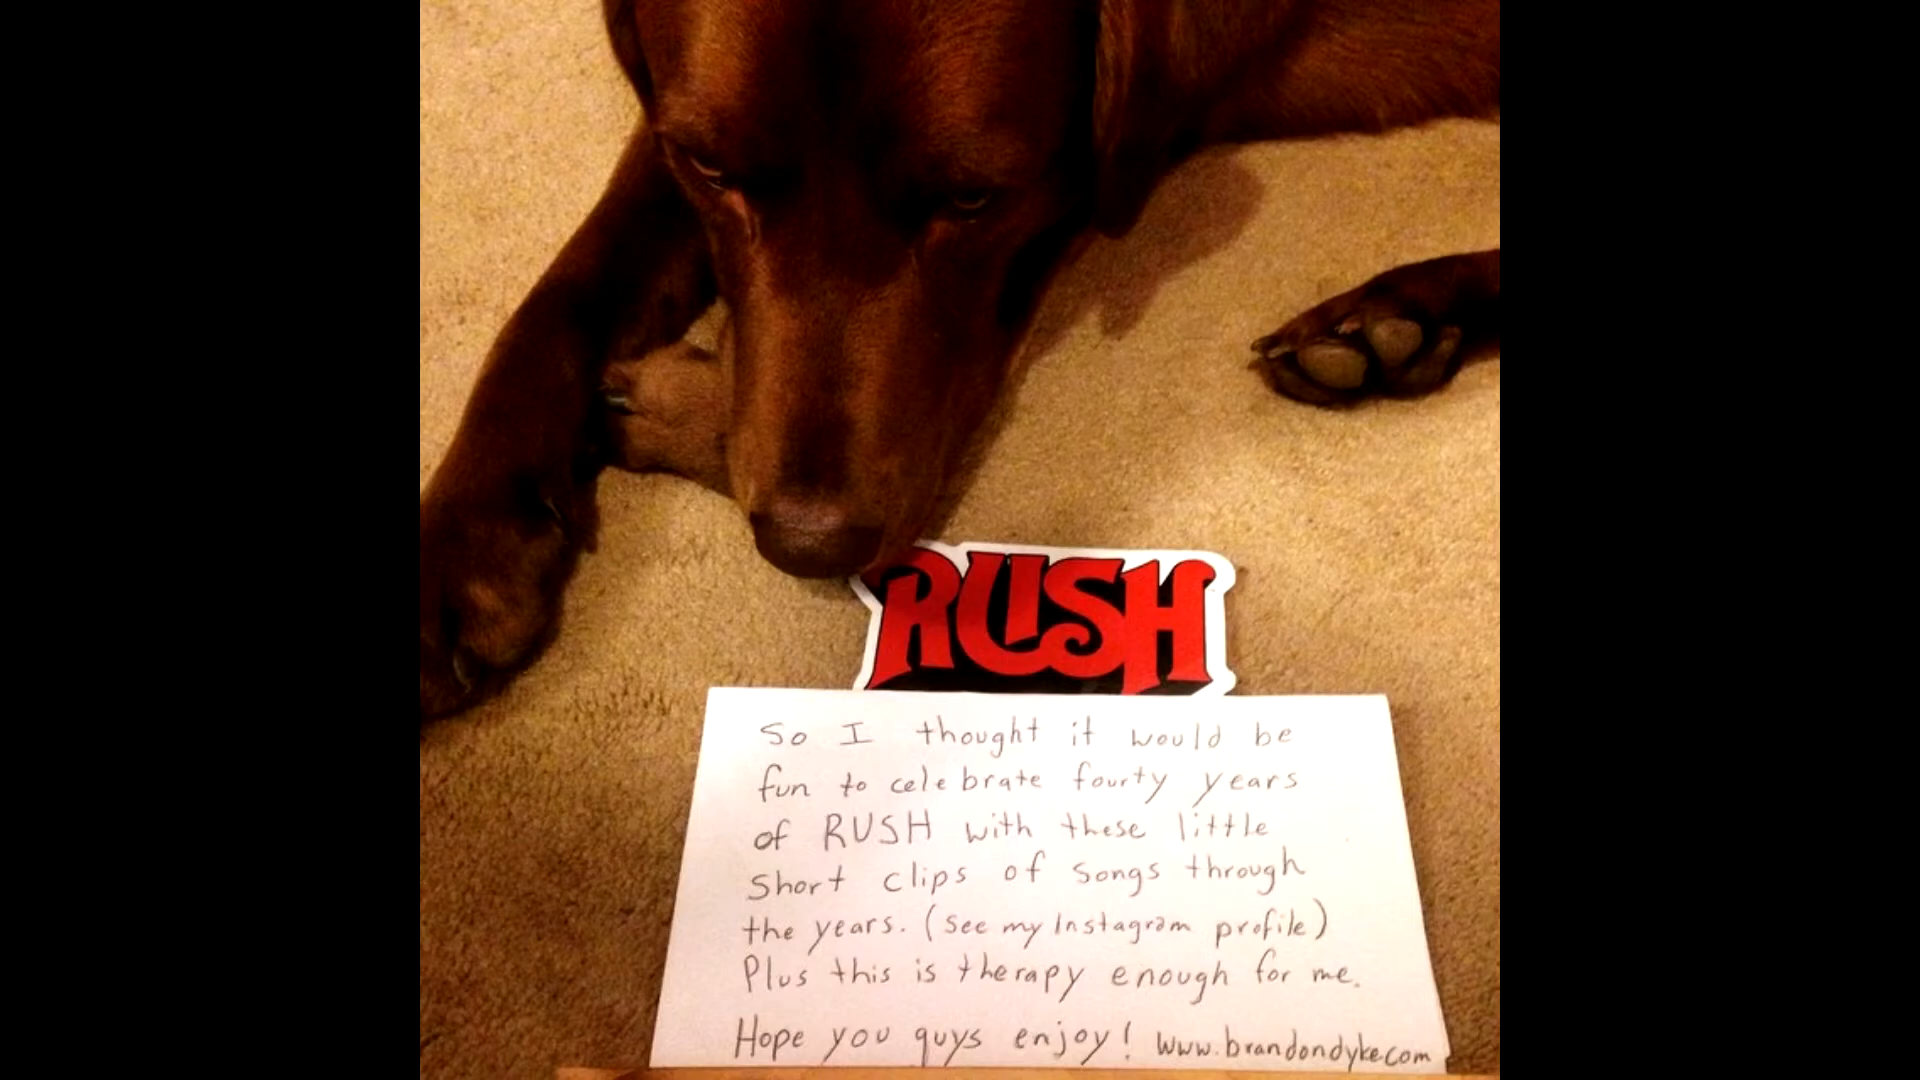 RUSH
So I thought it would be
fun to celebrate fourty years
of RUSH with these little
short clips of songs through
the years. (see my Instagram profile)
Plus this is therapy enough for me.
Hope you guys enjoy! www.brandondyke.com